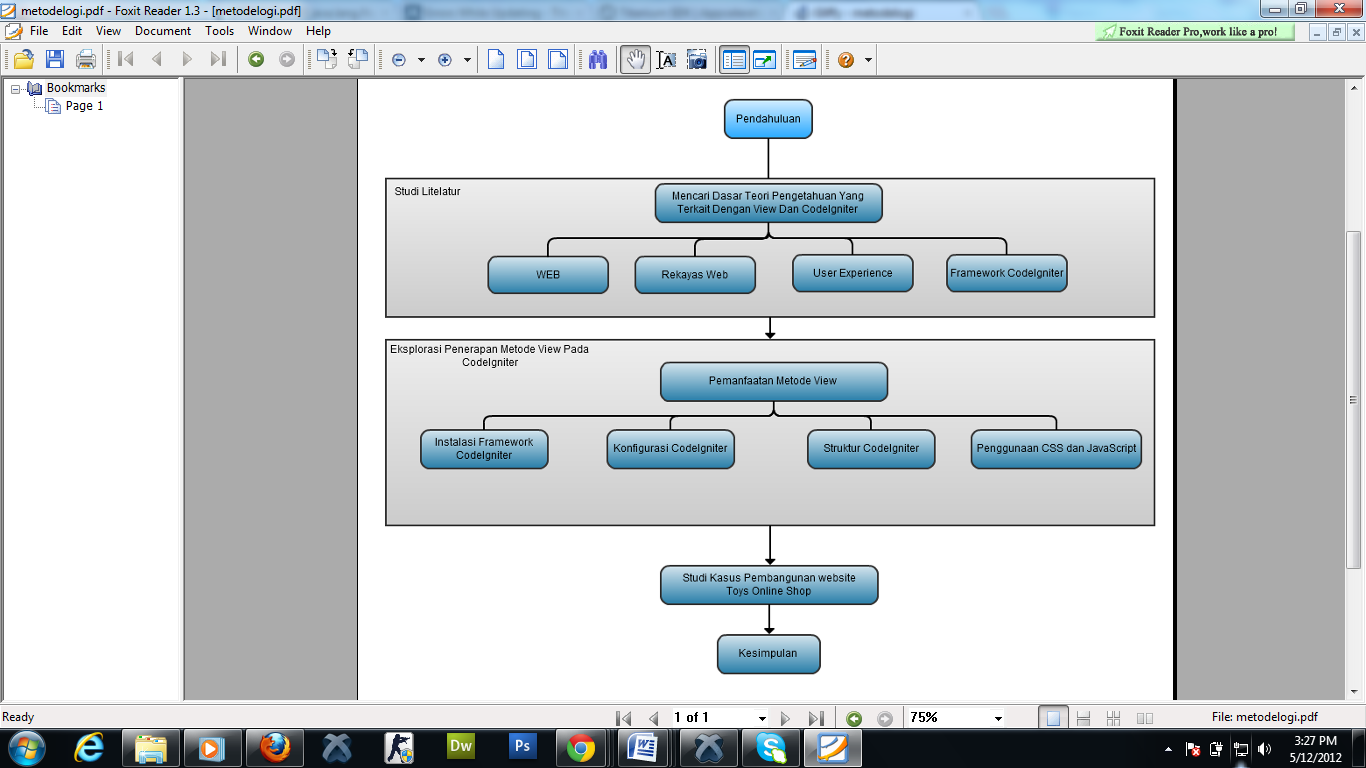 metodelogi.pdf - Foxit Reader 1.3 - [metodelogi.pdf]
File Edit View Document Tools Window Help
Foxit Reader Pro,work like a pro!
Bookmarks
Page 1
Pendahuluan
Studi Litelatur
Mencari Dasar Teori Pengetahuan Yang
Terkait Dengan View Dan CodeIgniter
WEB
Rekayas Web
User Experience
Framework CodeIgniter
Eksplorasi Penerapan Metode View Pada
CodeIgniter
Pemanfaatan Metode View
Instalasi Framework
CodeIgniter
Konfigurasi CodeIgniter
Struktur CodeIgniter
Penggunaan CSS dan JavaScript
Studi Kasus Pembangunan website
Toys Online Shop
Kesimpulan
Ready
1 of 1
75%
File: metodelogi.pdf
Dw
Ps
3:27 PM
5/12/2012